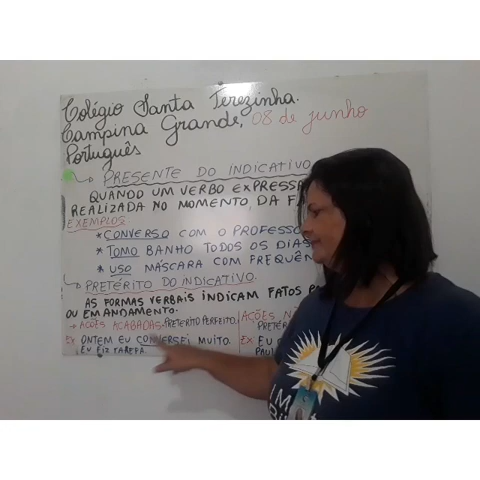 Colégio Santa Terezinha.
Campina Grande, 08 de junho
Português
PRESENTE DO INDICATIVO
QUANDO UM VERBO EXPRESSA
REALIZADA NO MOMENTO, DA
EXEMPLOS:
* CONVERSO COM O PROFESSO
* TOMO BANHO TODOS OS DIAS
* USO MÁSCARA COM FREQUÊN
PRETÉRITO DO INDICATIVO.
AS FORMAS VERBAIS INDICAM FATOS
OU EM ANDAMENTO.
→ AÇÕES ACABADAS: PRETÉRITO PERFEITO. AÇÕES
PRETÉR
EX ONTEM EU CONVERSEI MUITO. EX EU
EU FIZ TAREFA. PAUL